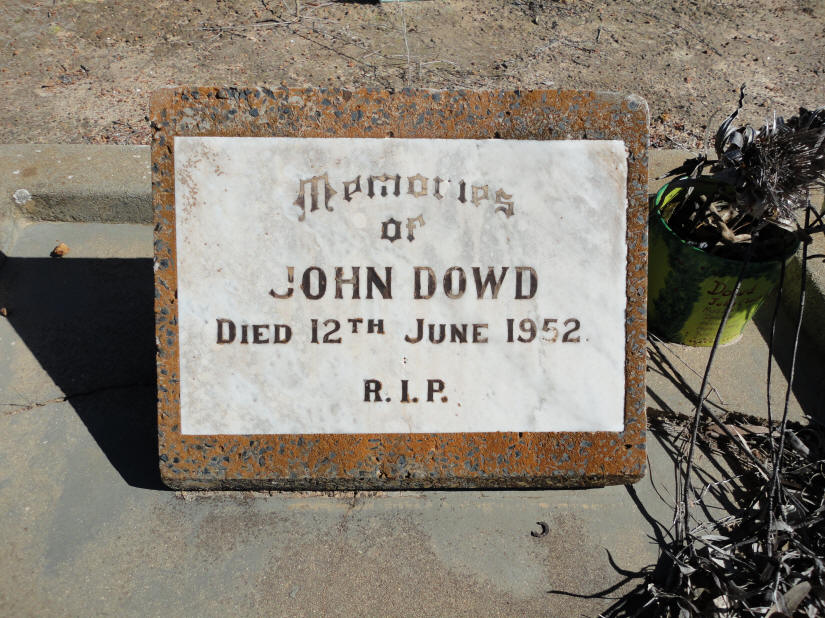 Memories
of
JOHN DOWD
DIED 12TH JUNE 1952.
R.I.P.